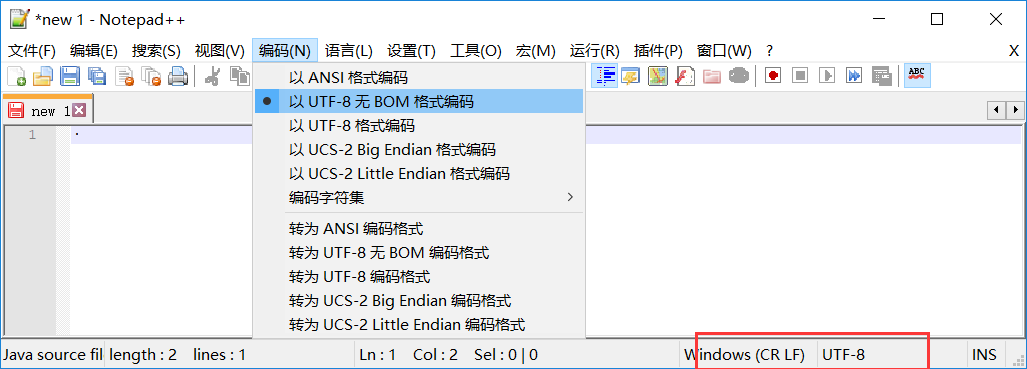 *new 1 - Notepad++
文件(F) 编辑(E) 搜索(S) 视图(V) 编码(N) 语言(L) 设置(T) 工具(O) 宏(M) 运行(R) 插件(P) 窗口(W) ? X
ABC
new 1
1
以 ANSI 格式编码
以 UTF-8 无 BOM 格式编码
以 UTF-8 格式编码
以 UCS-2 Big Endian 格式编码
以 UCS-2 Little Endian 格式编码
编码字符集
转为 ANSI 编码格式
转为 UTF-8 无 BOM 编码格式
转为 UTF-8 编码格式
转为 UCS-2 Big Endian 编码格式
转为 UCS-2 Little Endian 编码格式
Java source fil length : 2 lines : 1 Ln : 1 Col : 2 Sel : 0 | 0 Windows (CR LF) UTF-8 INS